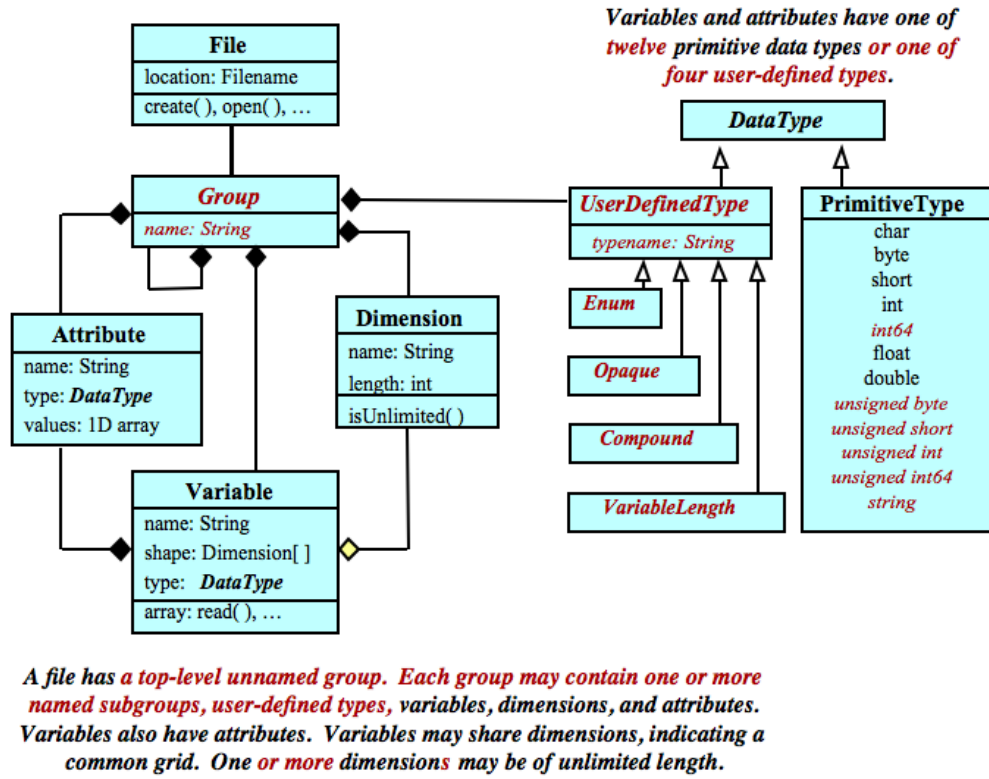 Variables and attributes have one of
twelve primitive data types or one of
four user-defined types.
File
location: Filename
create( ), open( ), …
DataType
Group
name: String
UserDefinedType
typename: String
PrimitiveType
char
byte
short
int
int64
float
double
unsigned byte
unsigned short
unsigned int
unsigned int64
string
Enum
Opaque
Compound
VariableLength
Attribute
name: String
type: DataType
values: 1D array
Dimension
name: String
length: int
isUnlimited( )
Variable
name: String
shape: Dimension[ ]
type: DataType
array: read( ), …
A file has a top-level unnamed group. Each group may contain one or more
named subgroups, user-defined types, variables, dimensions, and attributes.
Variables also have attributes. Variables may share dimensions, indicating a
common grid. One or more dimensions may be of unlimited length.